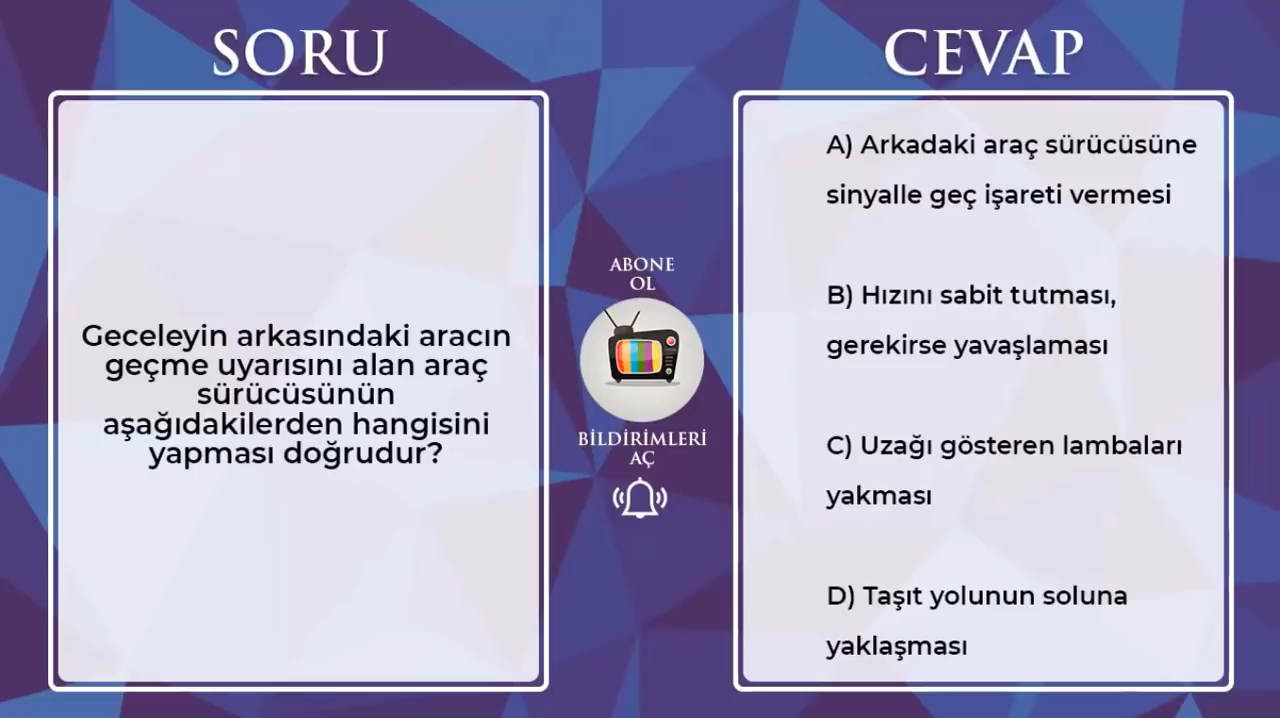 SORU
Geceleyin arkasındaki aracın
geçme uyarısını alan araç
sürücüsünün
aşağıdakilerden hangisini
yapması doğrudur?
ABONE
OL
BİLDİRİMLERİ
AÇ
CEVAP
A) Arkadaki araç sürücüsüne
sinyalle geç işareti vermesi
B) Hızını sabit tutması,
gerekirse yavaşlaması
C) Uzağı gösteren lambaları
yakması
D) Taşıt yolunun soluna
yaklaşması